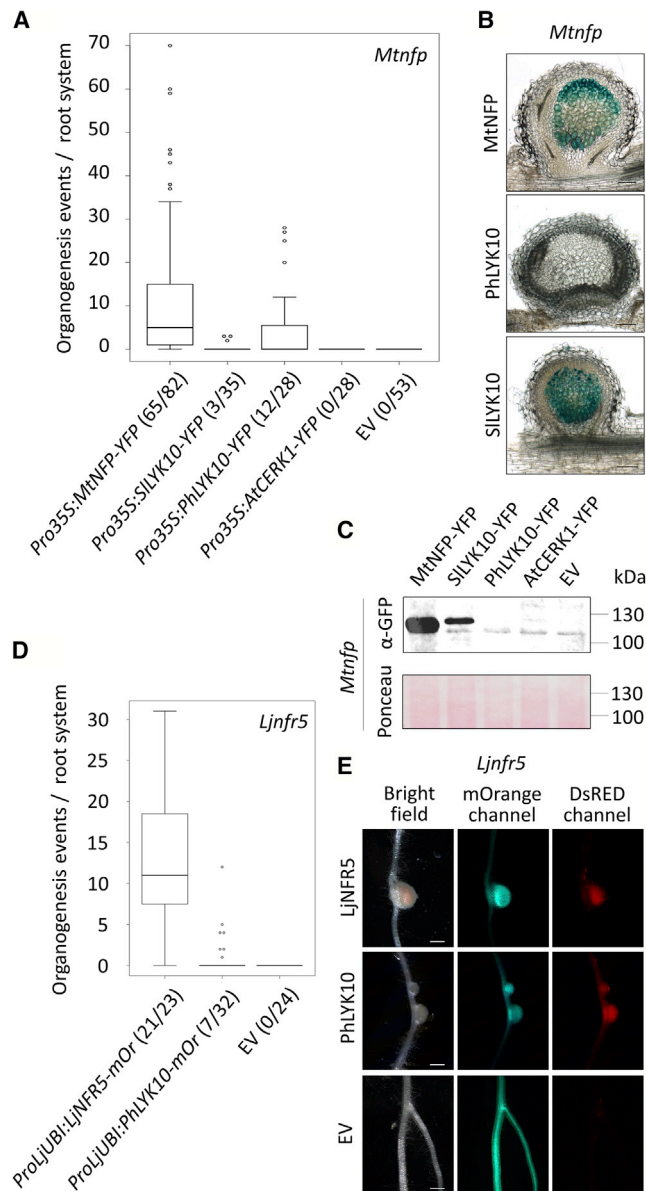 A
Mtnfp
Organogenesis events / root system
70
60
50
40
30
20
10
0
Pro35S:MtNFP-YFP (65/82)
Pro35S:SlLYK10-YFP (3/35)
Pro35S:PhLYK10-YFP (12/28)
Pro35S:AtCERK1-YFP (0/28)
EV (0/53)
B
Mtnfp
MtNFP
PhLYK10
SlLYK10
C
MtNFP-YFP
SlLYK10-YFP
PhLYK10-YFP
AtCERK1-YFP
EV
kDa
Mtnfp
α-GFP
130
100
Ponceau
130
100
D
Ljnfr5
Organogenesis events / root system
30
25
20
15
10
5
0
ProLjUBI:LjNFR5-mOr (21/23)
ProLjUBI:PhLYK10-mOr (7/32)
EV (0/24)
E
Ljnfr5
Bright field
mOrange channel
DsRED channel
LjNFR5
PhLYK10
EV